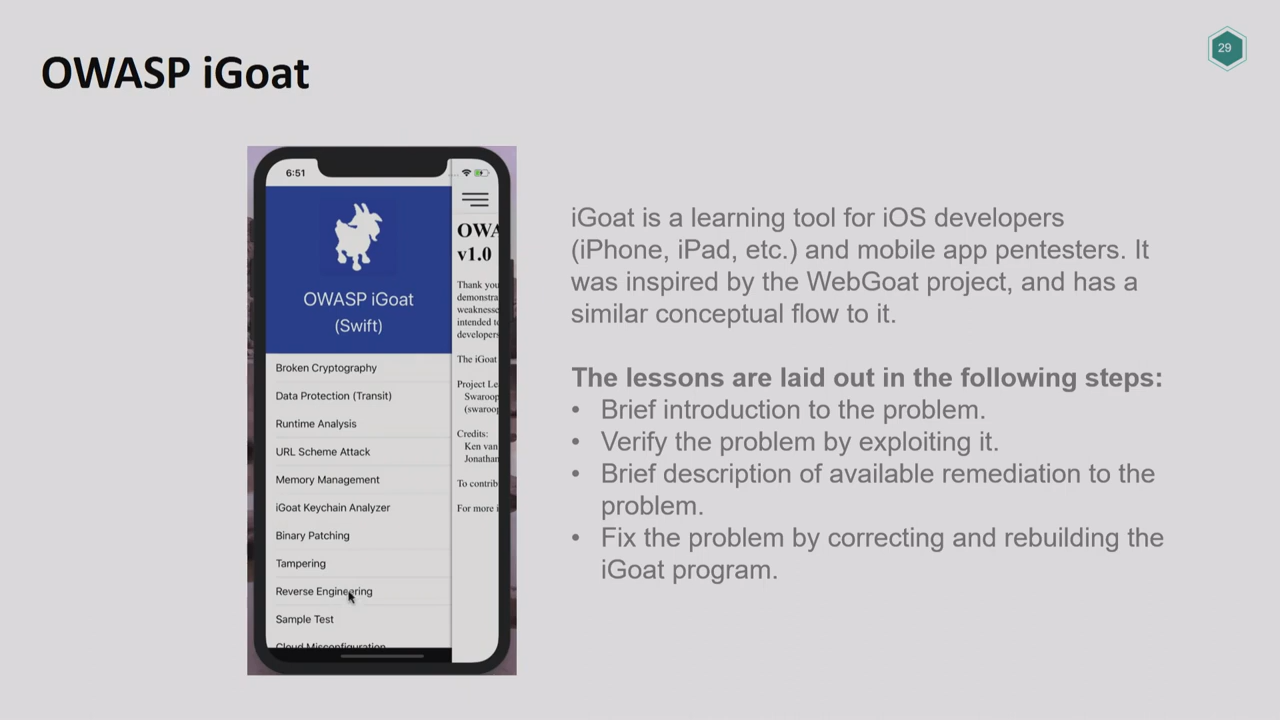 29
OWASP iGoat
6:51
OWASP iGoat
(Swift)
Broken Cryptography
Data Protection (Transit)
Runtime Analysis
URL Scheme Attack
Memory Management
iGoat Keychain Analyzer
Binary Patching
Tampering
Reverse Engineering
Sample Test
Cloud Misconfiguration
OWA
v1.0
Thank you
demonstra
weaknesse
intended to
developers
The iGoat
Project Le
Swaroop
(swaroop
Credits:
Ken van
Jonathan
To contrib
For more i
iGoat is a learning tool for iOS developers
(iPhone, iPad, etc.) and mobile app pentesters. It
was inspired by the WebGoat project, and has a
similar conceptual flow to it.
The lessons are laid out in the following steps:
• Brief introduction to the problem.
• Verify the problem by exploiting it.
• Brief description of available remediation to the
problem.
• Fix the problem by correcting and rebuilding the
iGoat program.